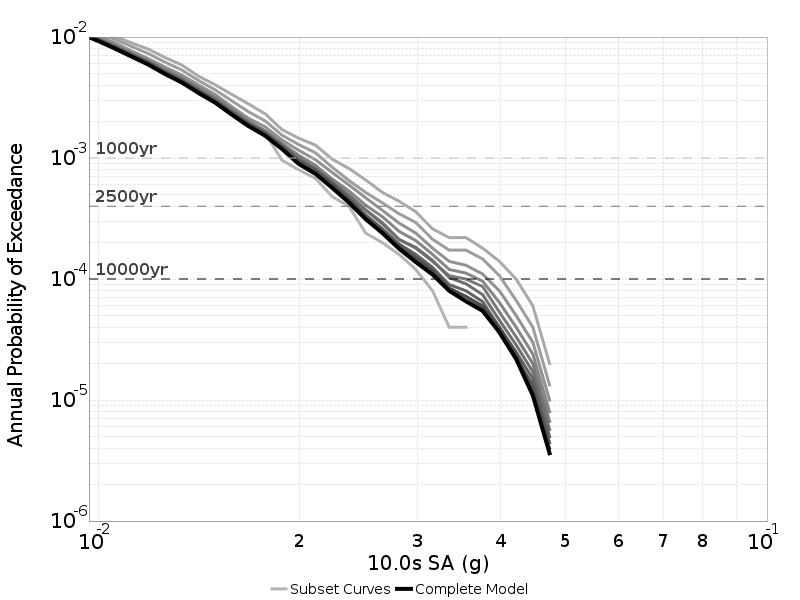 10-2
10-3
10-4
10-5
10-6
Annual Probability of Exceedance
1000yr
2500yr
10000yr
10-2 2 3 4 5 6 7 8 10-1
10.0s SA (g)
Subset Curves Complete Model